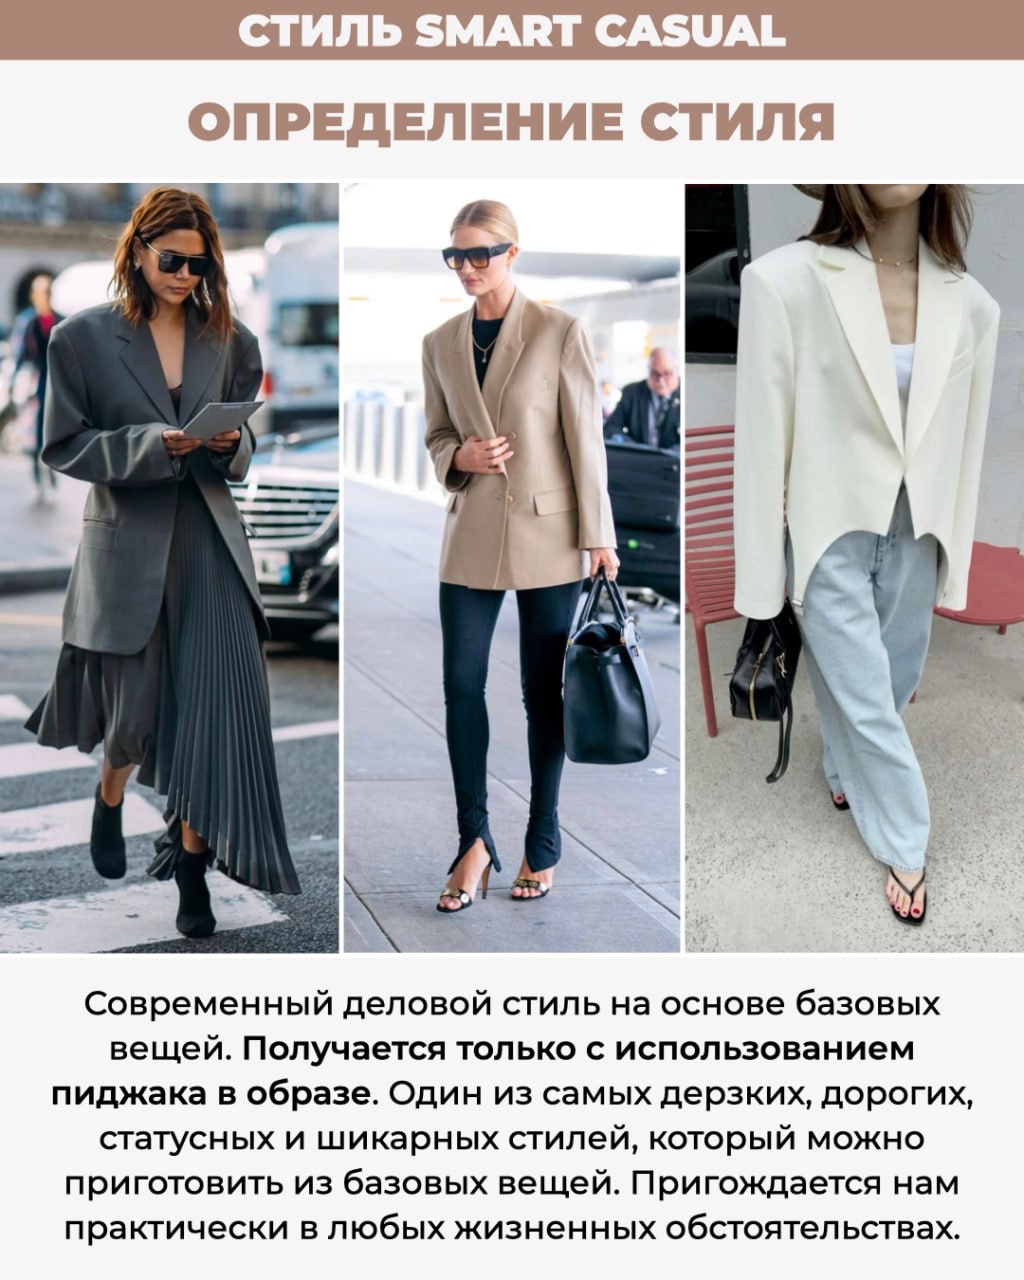 СТИЛЬ SMART CASUAL
ОПРЕДЕЛЕНИЕ СТИЛЯ
Современный деловой стиль на основе базовых
вещей. Получается только с использованием
пиджака в образе. Один из самых дерзких, дорогих,
статусных и шикарных стилей, который можно
приготовить из базовых вещей. Пригождается нам
практически в любых жизненных обстоятельствах.